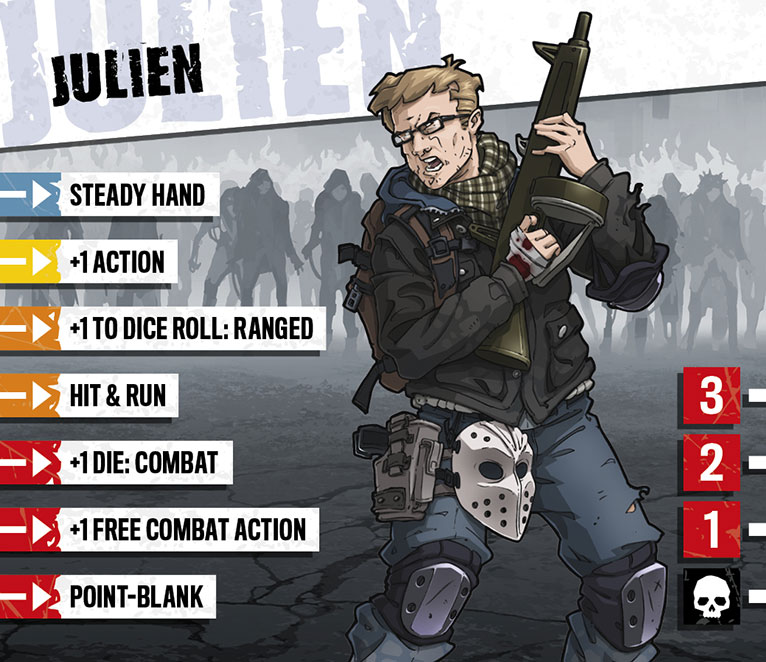 JULIEN
JULIEN
STEADY HAND
+1 ACTION
+1 TO DICE ROLL: RANGED
HIT & RUN
+1 DIE: COMBAT
+1 FREE COMBAT ACTION
POINT-BLANK
3
2
1